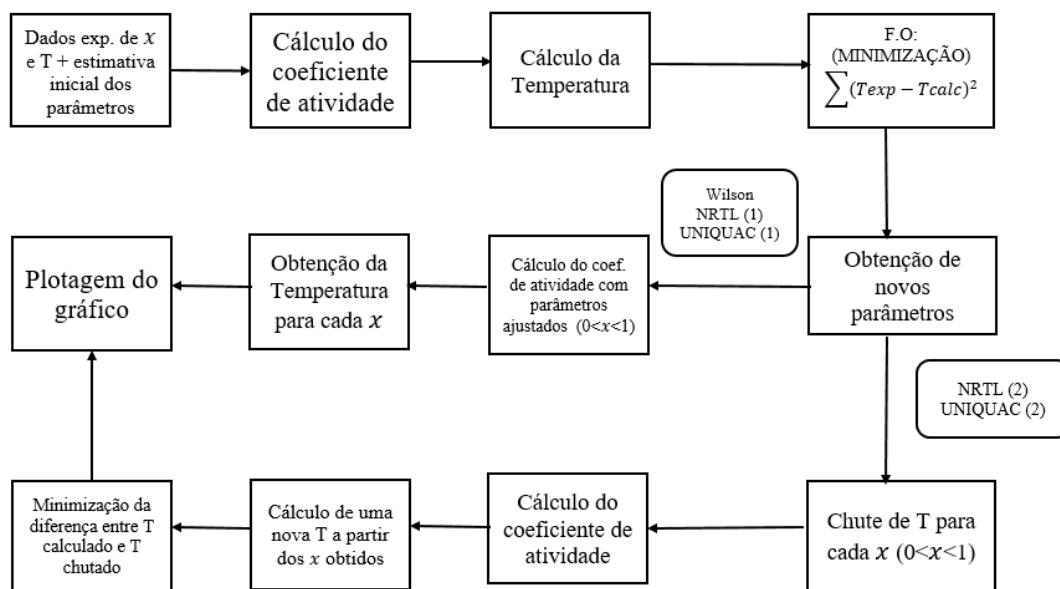 Dados exp. de x
e T + estimativa
inicial dos
parâmetros
Cálculo do
coeficiente
de atividade
Cálculo da
Temperatura
F.O:
(MINIMIZAÇÃO)
∑(Texp − Tcalc)²
Wilson
NRTL (1)
UNIQUAC (1)
Plotagem do
gráfico
Obtenção da
Temperatura
para cada x
Cálculo do coef.
de atividade com
parâmetros
ajustados (0<x<1)
Obtenção de
novos
parâmetros
NRTL (2)
UNIQUAC (2)
Minimização da
diferença entre T
calculado e T
chutado
Cálculo de uma
nova T a partir
dos x obtidos
Cálculo do
coeficiente de
atividade
Chute de T para
cada x (0<x<1)